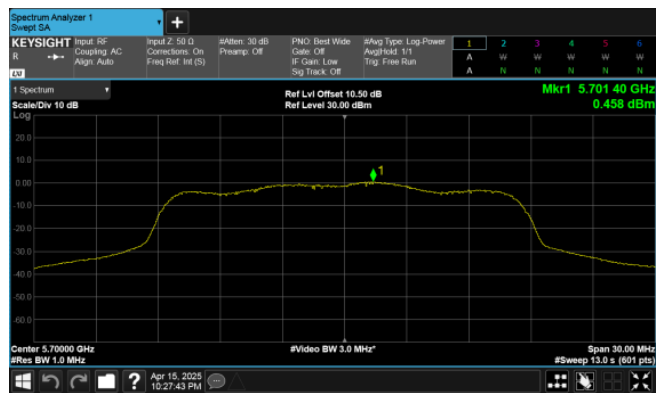 Spectrum Analyzer 1
Swept SA
+
KEYSIGHT
R
LXI
Input: RF
Coupling: AC
Align: Auto
Input Z: 50 Ω
Corrections: On
Freq Ref: Int (S)
#Atten: 30 dB
Preamp: Off
PNO: Best Wide
Gate: Off
IF Gain: Low
Sig Track: Off
#Avg Type: Log-Power
Avg|Hold: 1/1
Trig: Free Run
1 2 3 4 5 6
A W W W W W
A N N N N N
1 Spectrum
Scale/Div 10 dB
Log
Ref Lvl Offset 10.50 dB
Ref Level 30.00 dBm
Mkr1 5.701 40 GHz
0.458 dBm
20.0
10.0
0.00
-10.0
-20.0
-30.0
-40.0
-50.0
-60.0
1
Center 5.70000 GHz
#Res BW 1.0 MHz
#Video BW 3.0 MHz*
Span 30.00 MHz
#Sweep 13.0 s (601 pts)
?
Apr 15, 2025
10:27:43 PM